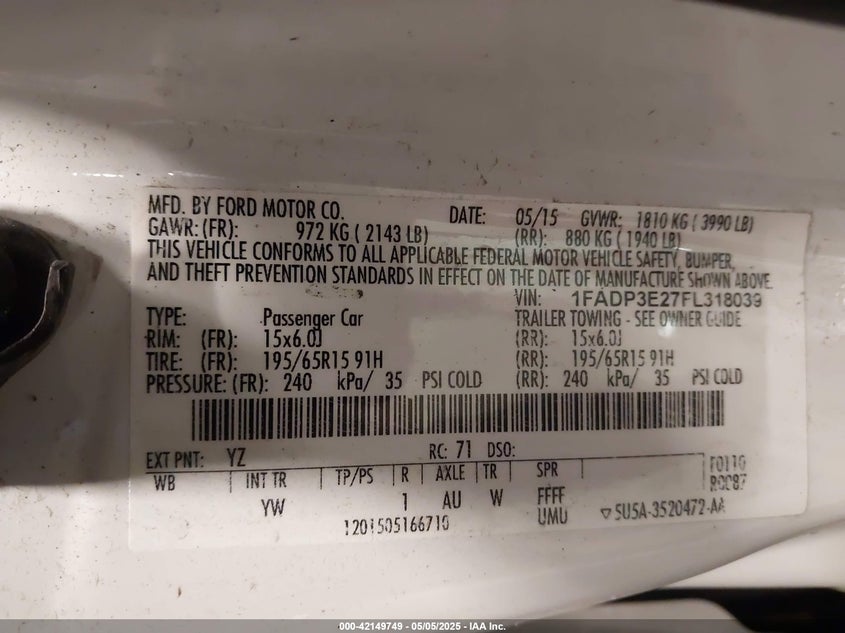 MFD. BY FORD MOTOR CO. DATE: 05/15 GVWR: 1810 KG ( 3990 LB)
GAWR: (FR): 972 KG ( 2143 LB) (RR): 880 KG ( 1940 LB)
THIS VEHICLE CONFORMS TO ALL APPLICABLE FEDERAL MOTOR VEHICLE SAFETY, BUMPER,
AND THEFT PREVENTION STANDARDS IN EFFECT ON THE DATE OF MANUFACTURE SHOWN ABOVE.
VIN: 1FADP3E27FL318039
TYPE: Passenger Car TRAILER TOWING - SEE OWNER GUIDE
RIM: (FR): 15x6.0J (RR): 15x6.0J
TIRE: (FR): 195/65R15 91H (RR): 195/65R15 91H
PRESSURE: (FR): 240 kPa/ 35 PSI COLD (RR): 240 kPa/ 35 PSI COLD
EXT PNT: YZ RC: 71 DSO:
WB INT TR TP/PS R AXLE TR SPR
YW 1 AU W FFFF
UMU
1201505166710
▽5U5A-3520472-AA
000-42149749 — 05/05/2025 — IAA Inc.